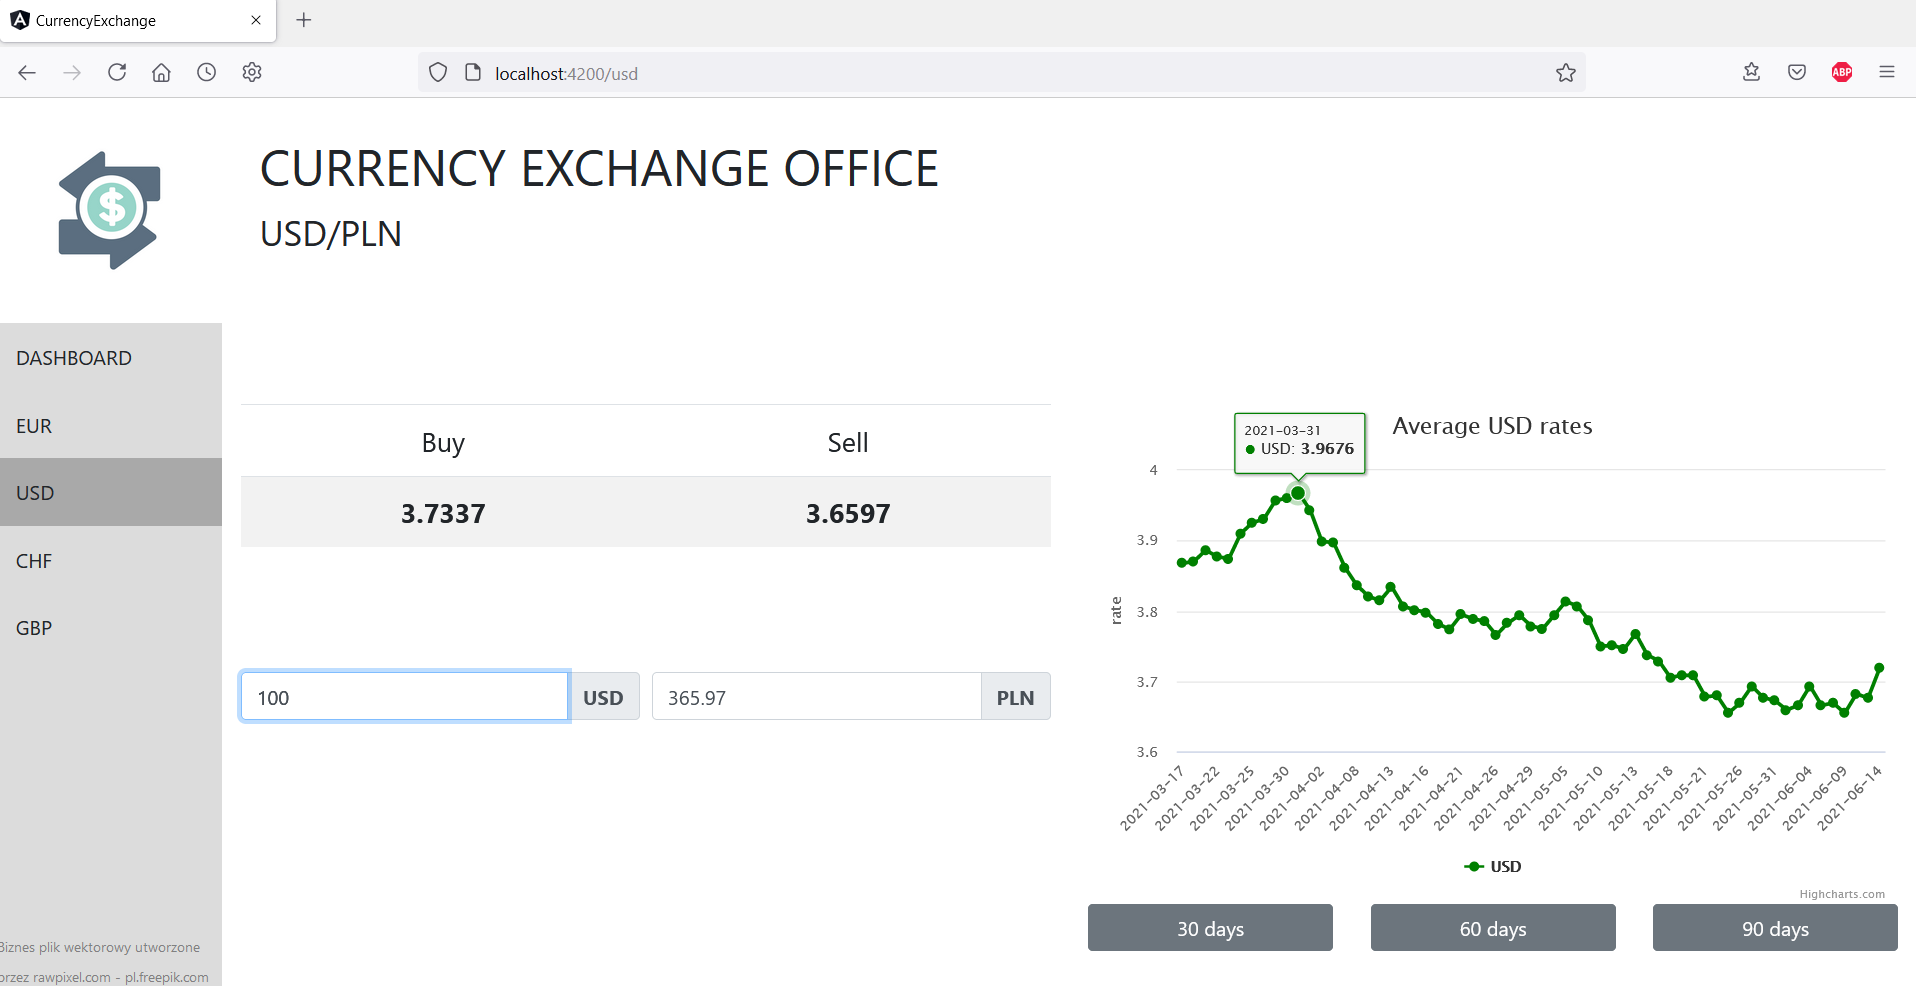 CurrencyExchange
localhost:4200/usd
ABP
$
CURRENCY EXCHANGE OFFICE
USD/PLN
DASHBOARD
EUR
USD
CHF
GBP
Biznes plik wektorowy utworzone
przez rawpixel.com - pl.freepik.com
Buy Sell
3.7337 3.6597
100 USD 365.97 PLN
Average USD rates
2021-03-31
USD: 3.9676
4
3.9
3.8
3.7
3.6
rate
2021-03-17 2021-03-22 2021-03-25 2021-03-30 2021-04-02 2021-04-08 2021-04-13 2021-04-16 2021-04-21 2021-04-26 2021-04-29 2021-05-05 2021-05-10 2021-05-13 2021-05-18 2021-05-21 2021-05-26 2021-05-31 2021-06-04 2021-06-09 2021-06-14
USD
Highcharts.com
30 days 60 days 90 days